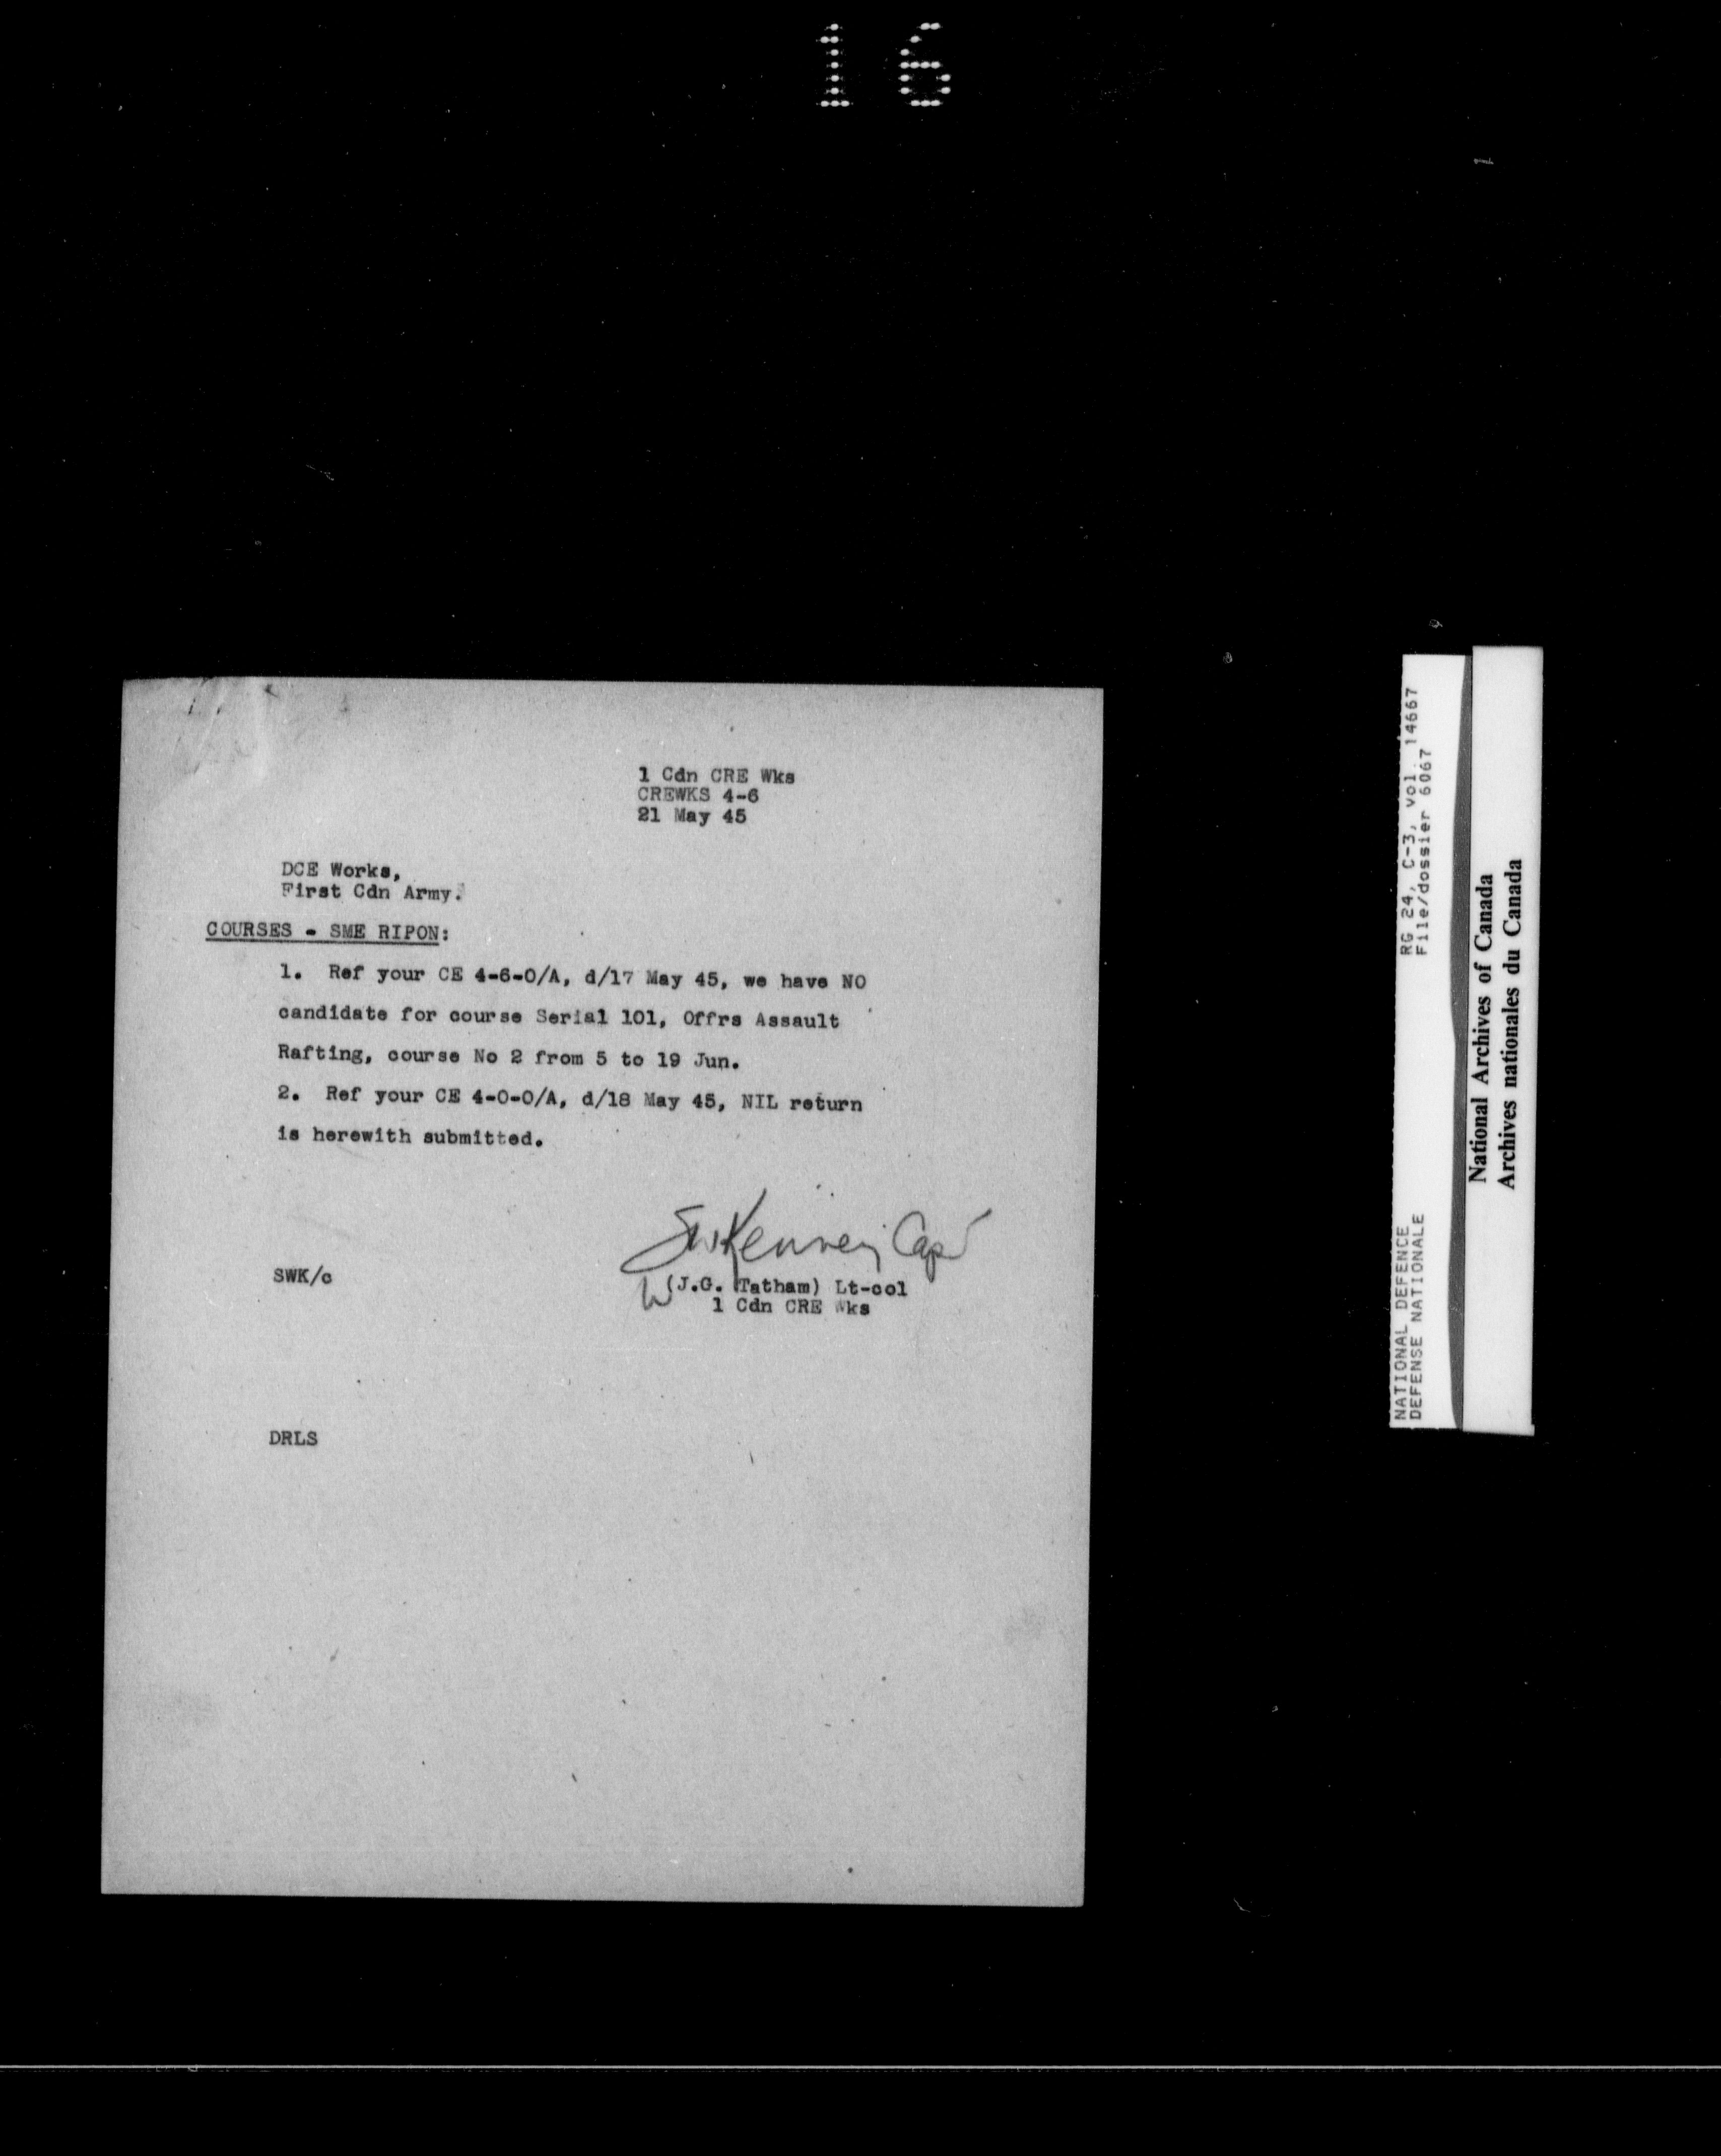 16
1 Cdn CRE Wks
CREWKS 4-6
21 May 45
DCE Works,
First Cdn Army.
COURSES - SME RIPON:
1. Ref your CE 4-6-0/A, d/17 May 45, we have NO
candidate for course Serial 101, Offrs Assault
Rafting, course No 2 from 5 to 19 Jun.
2. Ref your CE 4-0-0/A, d/18 May 45, NIL return
is herewith submitted.
SWKenney Capt
SWK/c
(J.G. Tatham) Lt-col
1 Cdn CRE Wks
DRLS
NATIONAL DEFENCE RG 24, C-3, vol. 14667
DEFENSE NATIONALE File/dossier 6067
National Archives of Canada
Archives nationales du Canada